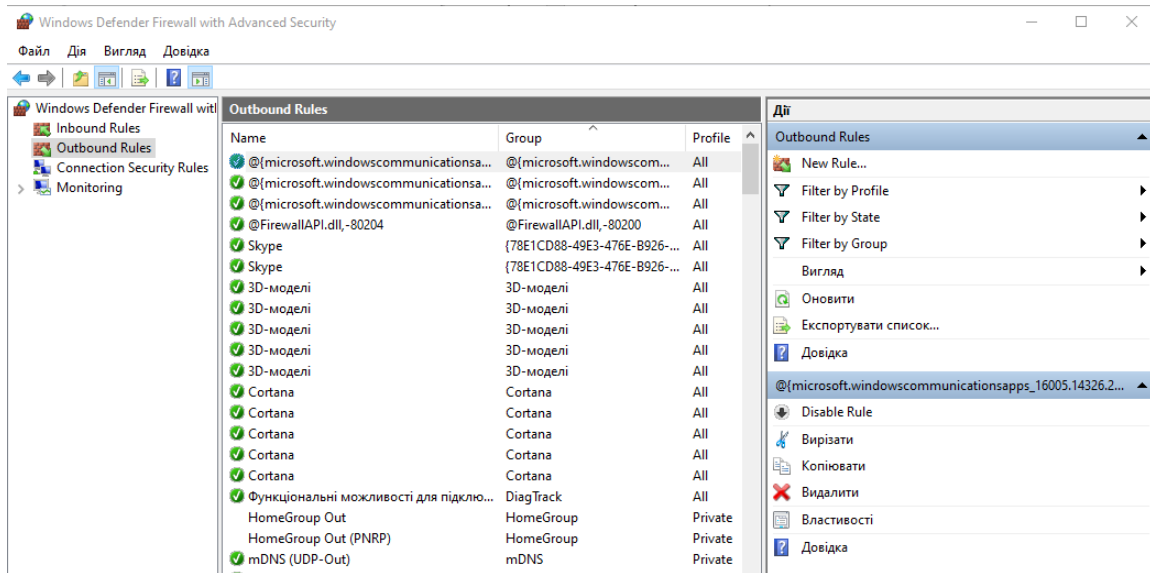 Windows Defender Firewall with Advanced Security
Файл Дія Вигляд Довідка
Windows Defender Firewall witl
Inbound Rules
Outbound Rules
Connection Security Rules
Monitoring
Outbound Rules
Name Group Profile
@{microsoft.windowscommunicationsa... @{microsoft.windowscom... All
@{microsoft.windowscommunicationsa... @{microsoft.windowscom... All
@{microsoft.windowscommunicationsa... @{microsoft.windowscom... All
@FirewallAPI.dll,-80204 @FirewallAPI.dll,-80200 All
Skype {78E1CD88-49E3-476E-B926-... All
Skype {78E1CD88-49E3-476E-B926-... All
3D-моделі 3D-моделі All
3D-моделі 3D-моделі All
3D-моделі 3D-моделі All
3D-моделі 3D-моделі All
3D-моделі 3D-моделі All
Cortana Cortana All
Cortana Cortana All
Cortana Cortana All
Cortana Cortana All
Cortana Cortana All
Функціональні можливості для підклю... DiagTrack All
HomeGroup Out HomeGroup Private
HomeGroup Out (PNRP) HomeGroup Private
mDNS (UDP-Out) mDNS Private
Дії
Outbound Rules
New Rule...
Filter by Profile
Filter by State
Filter by Group
Вигляд
Оновити
Експортувати список...
Довідка
@{microsoft.windowscommunicationsapps_16005.14326.2...
Disable Rule
Вирізати
Копіювати
Видалити
Властивості
Довідка